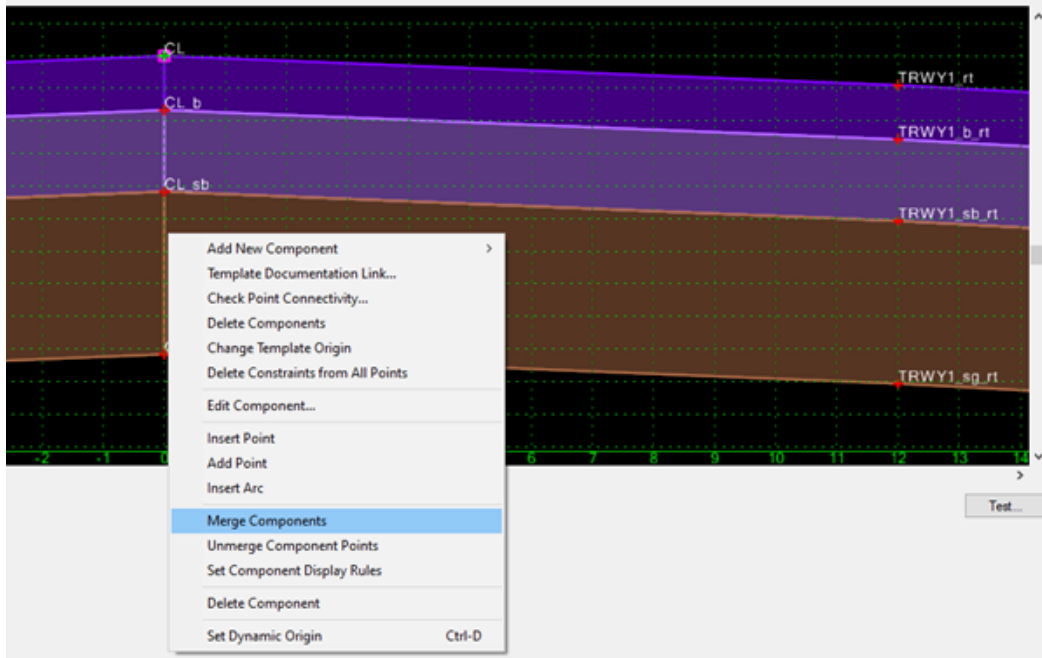 CL
TRWY1_rt
CL_b
TRWY1_b_rt
CL_sb
TRWY1_sb_rt
TRWY1_sg_rt
-2 -1 0 6 7 8 9 10 11 12 13 14
Add New Component >
Template Documentation Link...
Check Point Connectivity...
Delete Components
Change Template Origin
Delete Constraints from All Points
Edit Component...
Insert Point
Add Point
Insert Arc
Merge Components
Unmerge Component Points
Set Component Display Rules
Delete Component
Set Dynamic Origin Ctrl-D
Test...